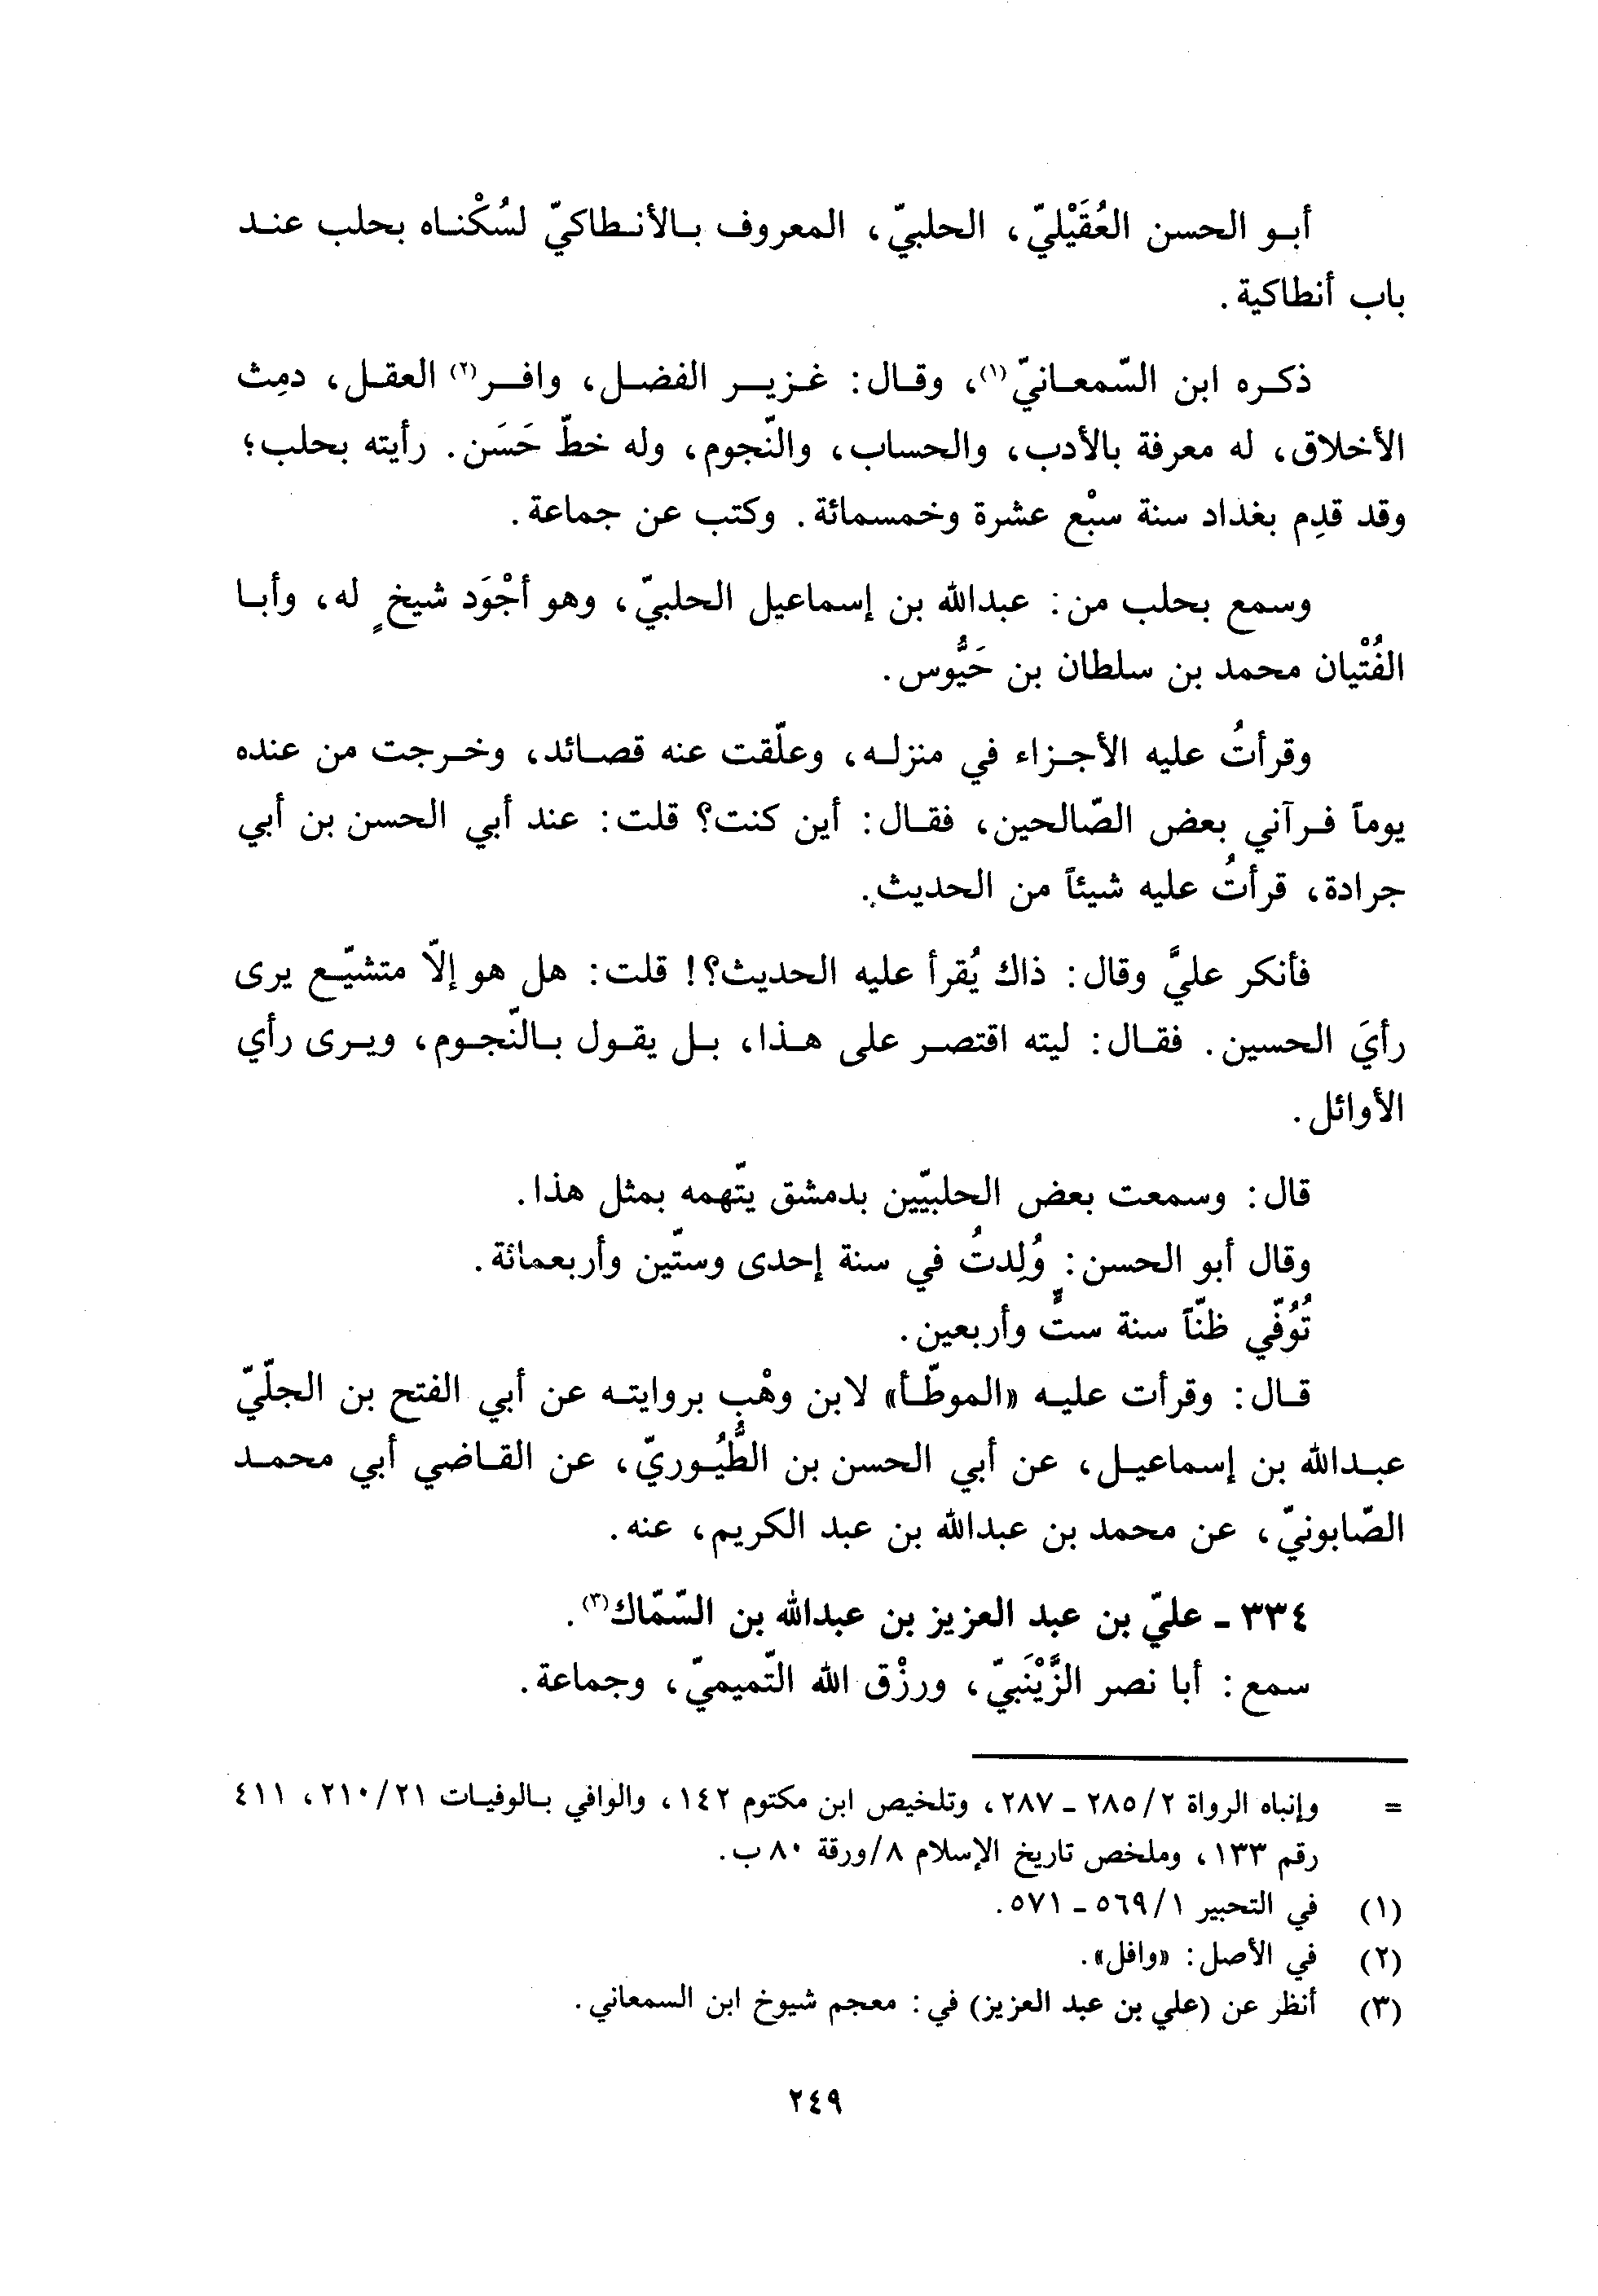 أبو الحسن العُقَيْليّ، الحلبيّ، المعروف بالأنطاكيّ لسُكْناه بحلب عند
باب أنطاكية.
ذكره ابن السّمعانيّ(١)، وقال: غزير الفضل، وافر(٢) العقل، دمِث
الأخلاق، له معرفة بالأدب، والحساب، والنّجوم، وله خطّ حَسَن. رأيته بحلب؛
وقد قدِم بغداد سنة سبْع عشرة وخمسمائة. وكتب عن جماعة.
وسمع بحلب من: عبدالله بن إسماعيل الحلبيّ، وهو أجْوَد شيخٍ له، وأبا
الفُتْيان محمد بن سلطان بن حَيُّوس.
وقرأتُ عليه الأجزاء في منزله، وعلّقت عنه قصائد، وخرجت من عنده
يوماً فرآني بعض الصّالحين، فقال: أين كنت؟ قلت: عند أبي الحسن بن أبي
جرادة، قرأتُ عليه شيئاً من الحديث.
فأنكر عليَّ وقال: ذاك يُقرأ عليه الحديث؟! قلت: هل هو إلّا متشيّع يرى
رأيَ الحسين. فقال: ليته اقتصر على هذا، بل يقول بالنّجوم، ويرى رأي
الأوائل.
قال: وسمعت بعض الحلبيّين بدمشق يتّهمه بمثل هذا.
وقال أبو الحسن: وُلِدتُ في سنة إحدى وستّين وأربعمائة.
تُوُفّي ظنّاً سنة ستٍّ وأربعين.
قال: وقرأت عليه «الموطّأ» لابن وهْب بروايته عن أبي الفتح بن الجلّيّ
عبدالله بن إسماعيل، عن أبي الحسن بن الطُّيُوريّ، عن القاضي أبي محمد
الصّابونيّ، عن محمد بن عبدالله بن عبد الكريم، عنه.
٣٣٤ - عليّ بن عبد العزيز بن عبدالله بن السّمّاك(٣).
سمع: أبا نصر الزَّيْنَبيّ، ورزْق الله التّميميّ، وجماعة.
= وإنباه الرواة ٢/ ٢٨٥ - ٢٨٧، وتلخيص ابن مكتوم ١٤٢، والوافي بالوفيات ٢١/ ٢١٠، ٤١١
رقم ١٣٣، وملخص تاريخ الإسلام ٨/ورقة ٨٠ ب.
(١) في التحبير ١/ ٥٦٩ - ٥٧١.
(٢) في الأصل: «وافل».
(٣) أنظر عن (علي بن عبد العزيز) في: معجم شيوخ ابن السمعاني.
٢٤٩